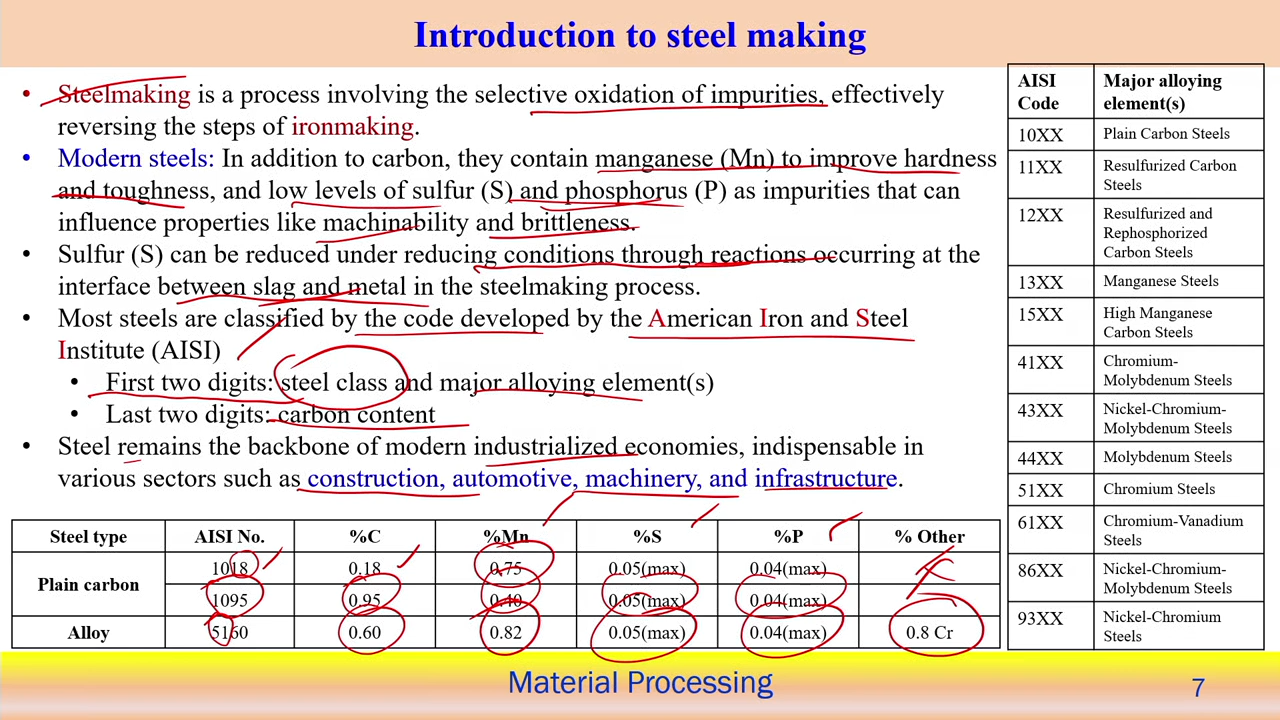 Introduction to steel making
• Steelmaking is a process involving the selective oxidation of impurities, effectively
reversing the steps of ironmaking.
• Modern steels: In addition to carbon, they contain manganese (Mn) to improve hardness
and toughness, and low levels of sulfur (S) and phosphorus (P) as impurities that can
influence properties like machinability and brittleness.
• Sulfur (S) can be reduced under reducing conditions through reactions occurring at the
interface between slag and metal in the steelmaking process.
• Most steels are classified by the code developed by the American Iron and Steel
Institute (AISI)
• First two digits: steel class and major alloying element(s)
• Last two digits: carbon content
• Steel remains the backbone of modern industrialized economies, indispensable in
various sectors such as construction, automotive, machinery, and infrastructure.
Steel type AISI No. %C %Mn %S %P % Other
Plain carbon 1018 0.18 0.75 0.05(max) 0.04(max)
1095 0.95 0.40 0.05(max) 0.04(max)
Alloy 5160 0.60 0.82 0.05(max) 0.04(max) 0.8 Cr
AISI Major alloying
Code element(s)
10XX Plain Carbon Steels
11XX Resulfurized Carbon
Steels
12XX Resulfurized and
Rephosphorized
Carbon Steels
13XX Manganese Steels
15XX High Manganese
Carbon Steels
41XX Chromium-
Molybdenum Steels
43XX Nickel-Chromium-
Molybdenum Steels
44XX Molybdenum Steels
51XX Chromium Steels
61XX Chromium-Vanadium
Steels
86XX Nickel-Chromium-
Molybdenum Steels
93XX Nickel-Chromium
Steels
Material Processing
7